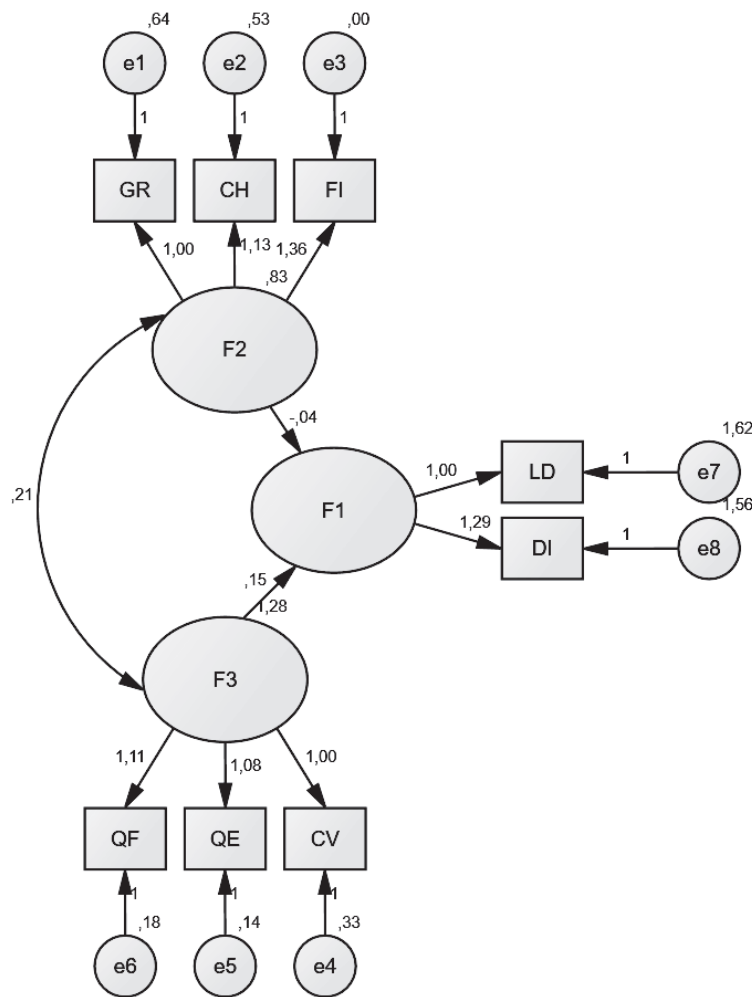 ,64
,53
,00
e1
e2
e3
1
1
1
GR
CH
FI
1,00
1,13
1,36
,83
F2
-,04
,21
F1
1,00
LD
1
1,62
e7
1,29
DI
1
1,56
e8
,15
1,28
F3
1,11
1,08
1,00
QF
QE
CV
1
1
1
,18
,14
,33
e6
e5
e4